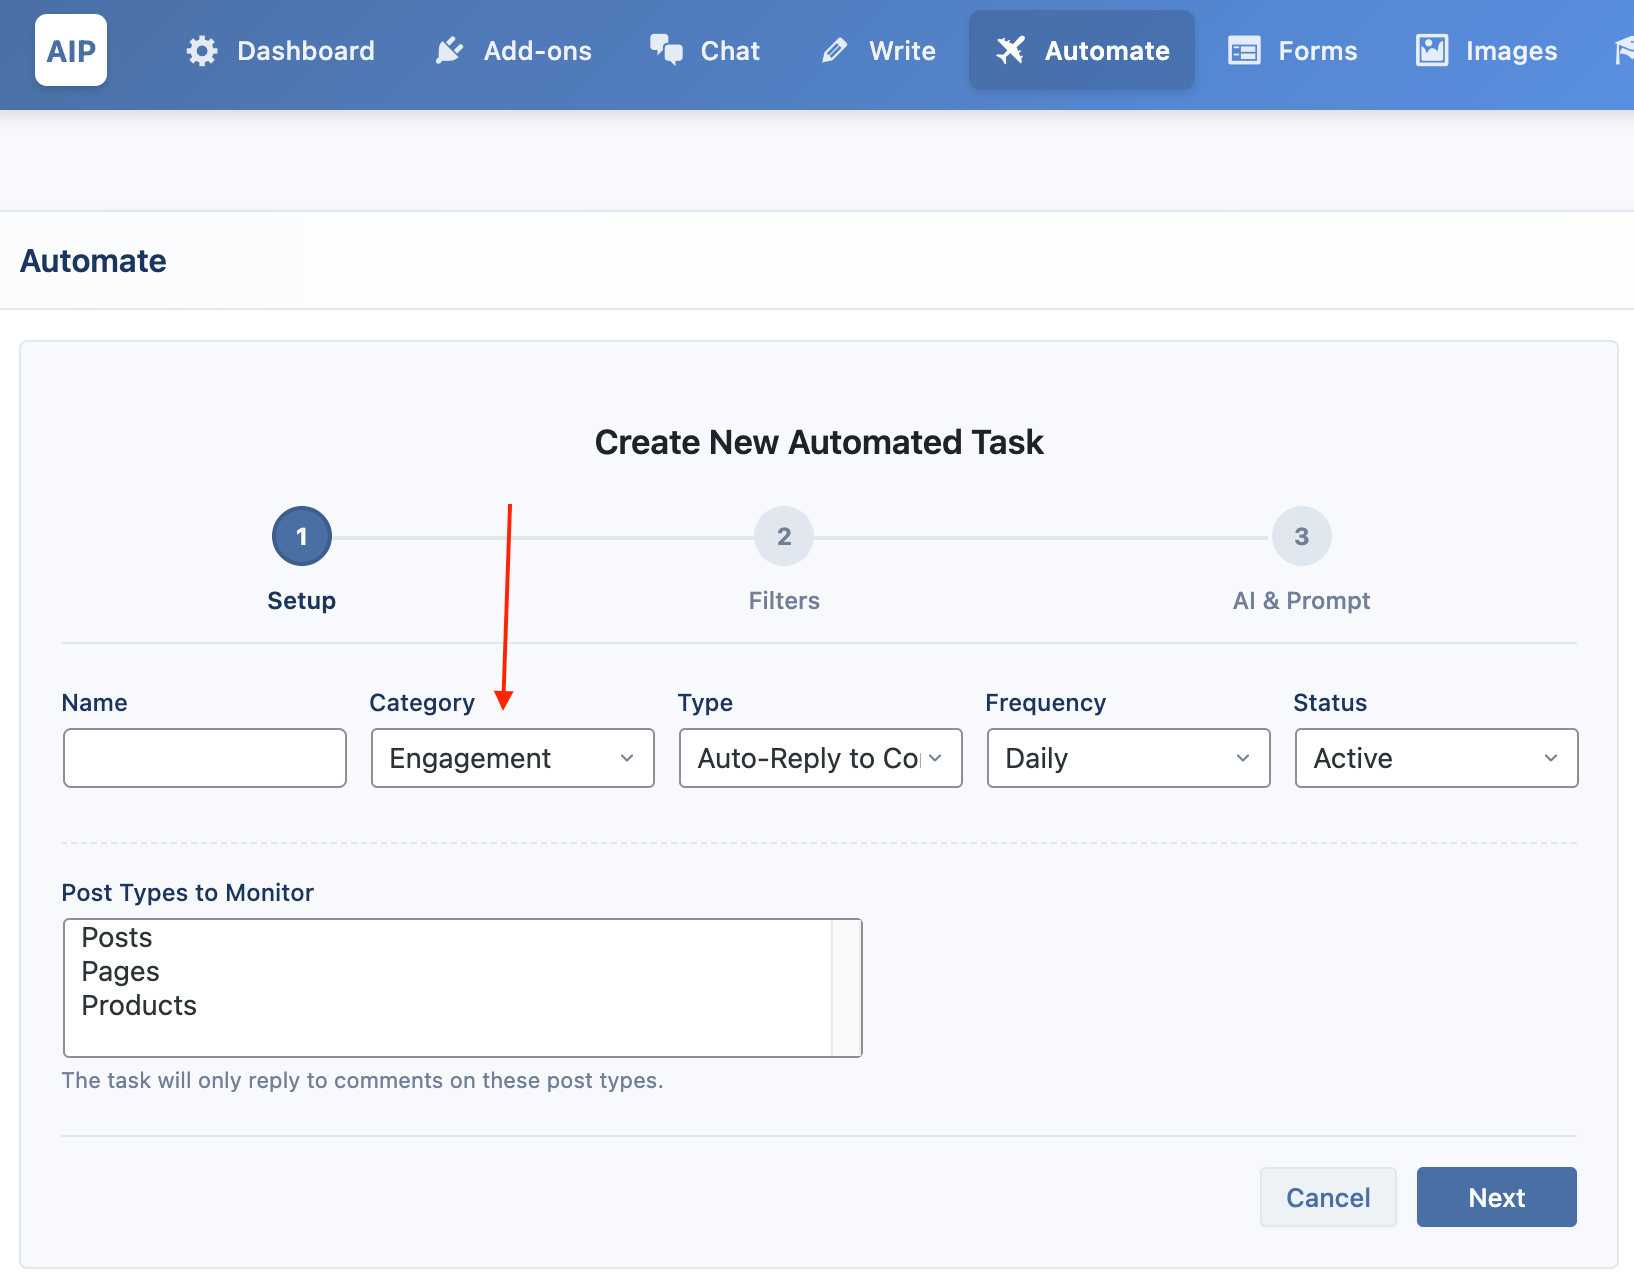 AIP Dashboard Add-ons Chat Write Automate Forms Images
Automate
Create New Automated Task
1 2 3
Setup Filters AI & Prompt
Name Category Type Frequency Status
Engagement Auto-Reply to Daily Active
Post Types to Monitor
Posts
Pages
Products
The task will only reply to comments on these post types.
Cancel Next